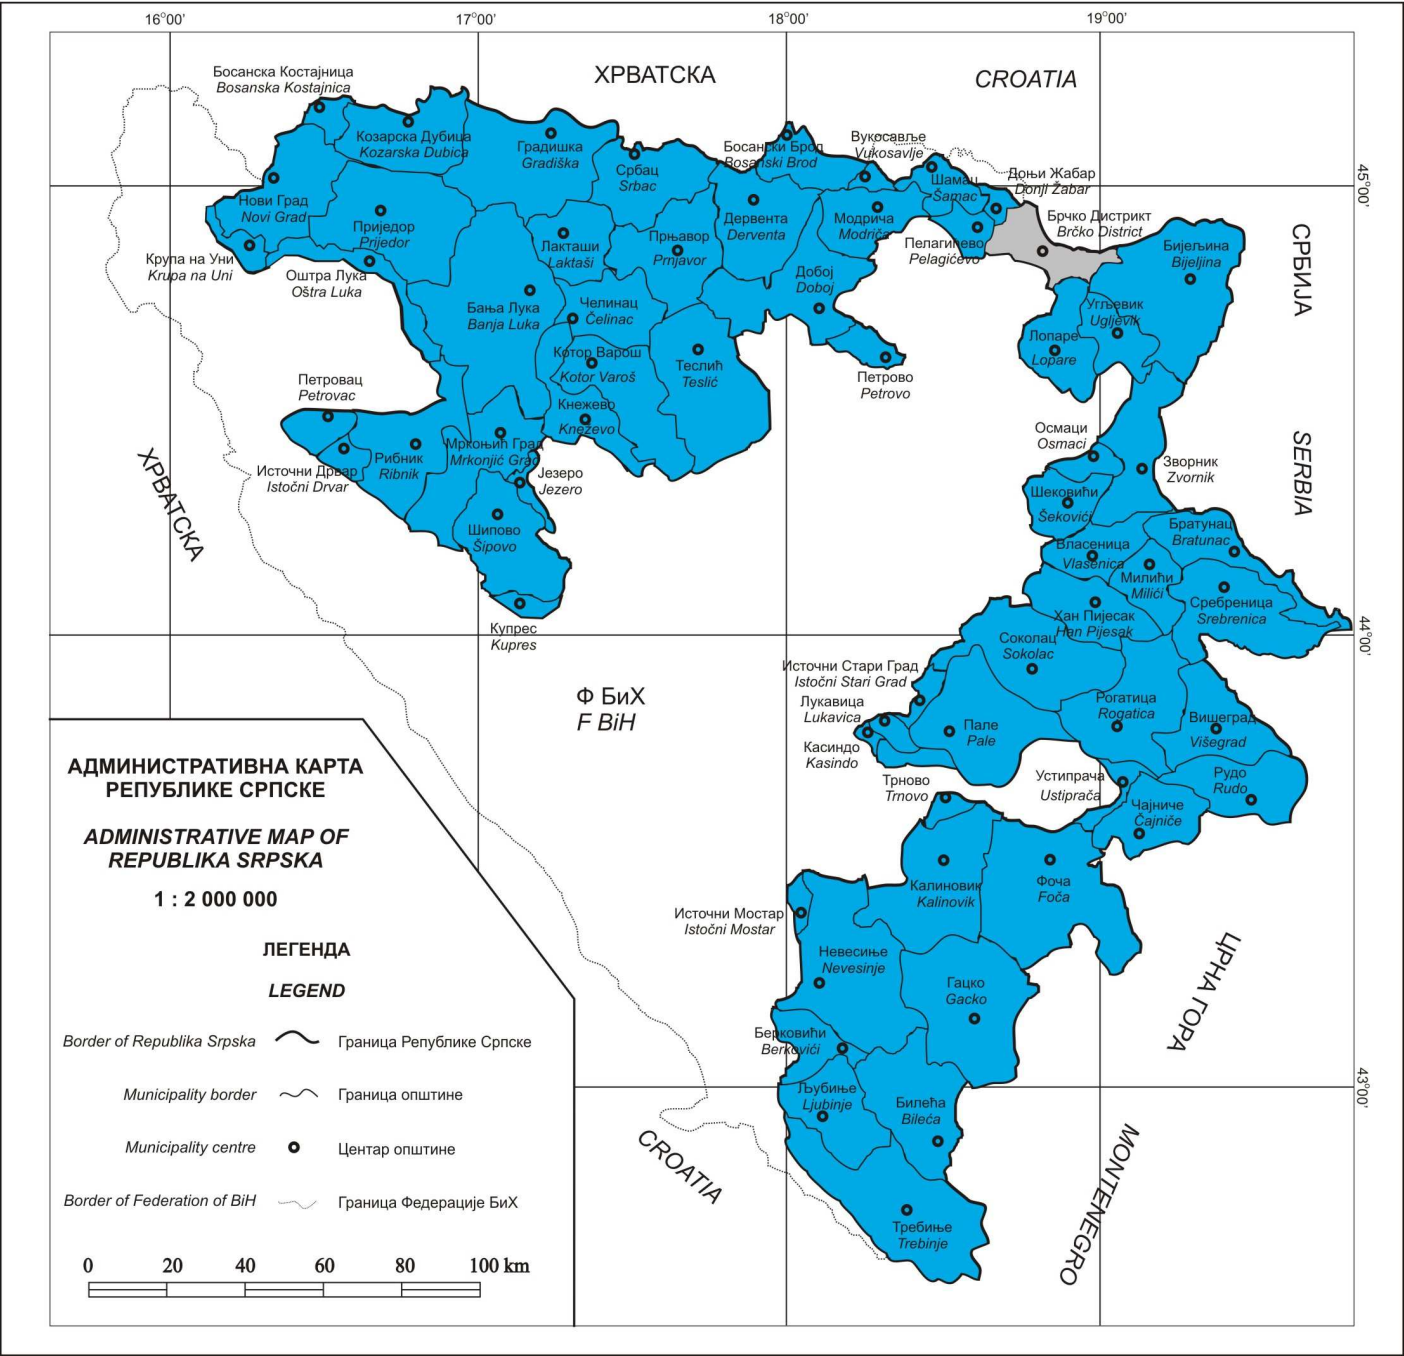 16°00'
17°00'
18°00'
19°00'
Босанска Костајница
Bosanska Kostajnica
ХРВАТСКА
CROATIA
Козарска Дубица
Kozarska Dubica
Градишка
Gradiška
Србац
Srbac
Босански Брод
Bosanski Brod
Вукосавље
Vukosavlje
Шамац
Šamac
Доњи Жабар
Donji Žabar
45°00'
Нови Град
Novi Grad
Приједор
Prijedor
Лакташи
Laktaši
Прњавор
Prnjavor
Дервента
Derventa
Модрича
Modriča
Пелагићево
Pelagićevo
Брчко Дистрикт
Brčko District
Бијељина
Bijeljina
СРБИЈА
Крупа на Уни
Krupa na Uni
Оштра Лука
Oštra Luka
Добој
Doboj
Бања Лука
Banja Luka
Челинац
Čelinac
Угљевик
Ugljevik
Лопаре
Lopare
Котор Варош
Kotor Varoš
Теслић
Teslić
Петрово
Petrovo
Петровац
Petrovac
Кнежево
Kneževo
Осмаци
Osmaci
SERBIA
ХРВАТСКА
Источни Дрвар
Istočni Drvar
Рибник
Ribnik
Мркоњић Град
Mrkonjić Grad
Језеро
Jezero
Зворник
Zvornik
Шековићи
Šekovići
Шипово
Šipovo
Братунац
Bratunac
Власеница
Vlasenica
Милићи
Milići
Сребреница
Srebrenica
Хан Пијесак
Han Pijesak
Купрес
Kupres
44°00'
Соколац
Sokolac
Источни Стари Град
Istočni Stari Grad
Ф БиХ
F BiH
Лукавица
Lukavica
Касиндо
Kasindo
Пале
Pale
Рогатица
Rogatica
Вишеград
Višegrad
Трново
Trnovo
Устипрача
Ustiprača
Рудо
Rudo
Чајниче
Čajniče
Калиновик
Kalinovik
Фоча
Foča
Источни Мостар
Istočni Mostar
Невесиње
Nevesinje
Гацко
Gacko
ЦРНА ГОРА
Берковићи
Berkovići
43°00'
Љубиње
Ljubinje
Билећа
Bileća
CROATIA
MONTENEGRO
Требиње
Trebinje
АДМИНИСТРАТИВНА КАРТА
РЕПУБЛИКЕ СРПСКЕ
ADMINISTRATIVE MAP OF
REPUBLIKA SRPSKA
1 : 2 000 000
ЛЕГЕНДА
LEGEND
Border of Republika Srpska Граница Републике Српске
Municipality border Граница општине
Municipality centre Центар општине
Border of Federation of BiH Граница Федерације БиХ
0 20 40 60 80 100 km